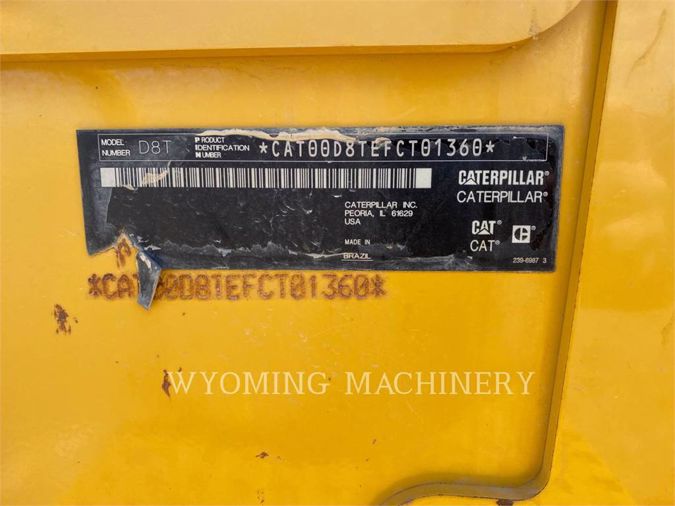 MODEL NUMBER D8T PRODUCT IDENTIFICATION NUMBER *CAT00D8TEFCT01360*
CATERPILLAR®
CATERPILLAR INC.
PEORIA, IL 61629
USA
CATERPILLAR®
CAT® C®
CAT®
MADE IN
BRAZIL
239-6987 3
*CAT00D8TEFCT01360*
WYOMING MACHINERY